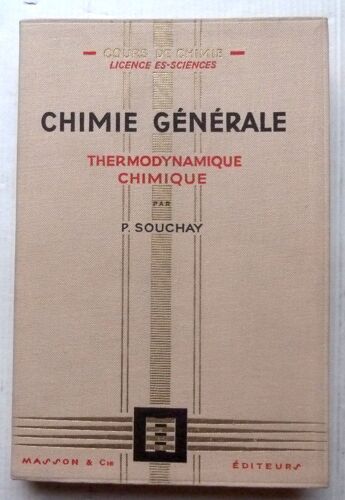 COURS DE CHIMIE
LICENCE ES-SCIENCES
CHIMIE GÉNÉRALE
THERMODYNAMIQUE
CHIMIQUE
PAR
P. SOUCHAY
MASSON & CIE ÉDITEURS